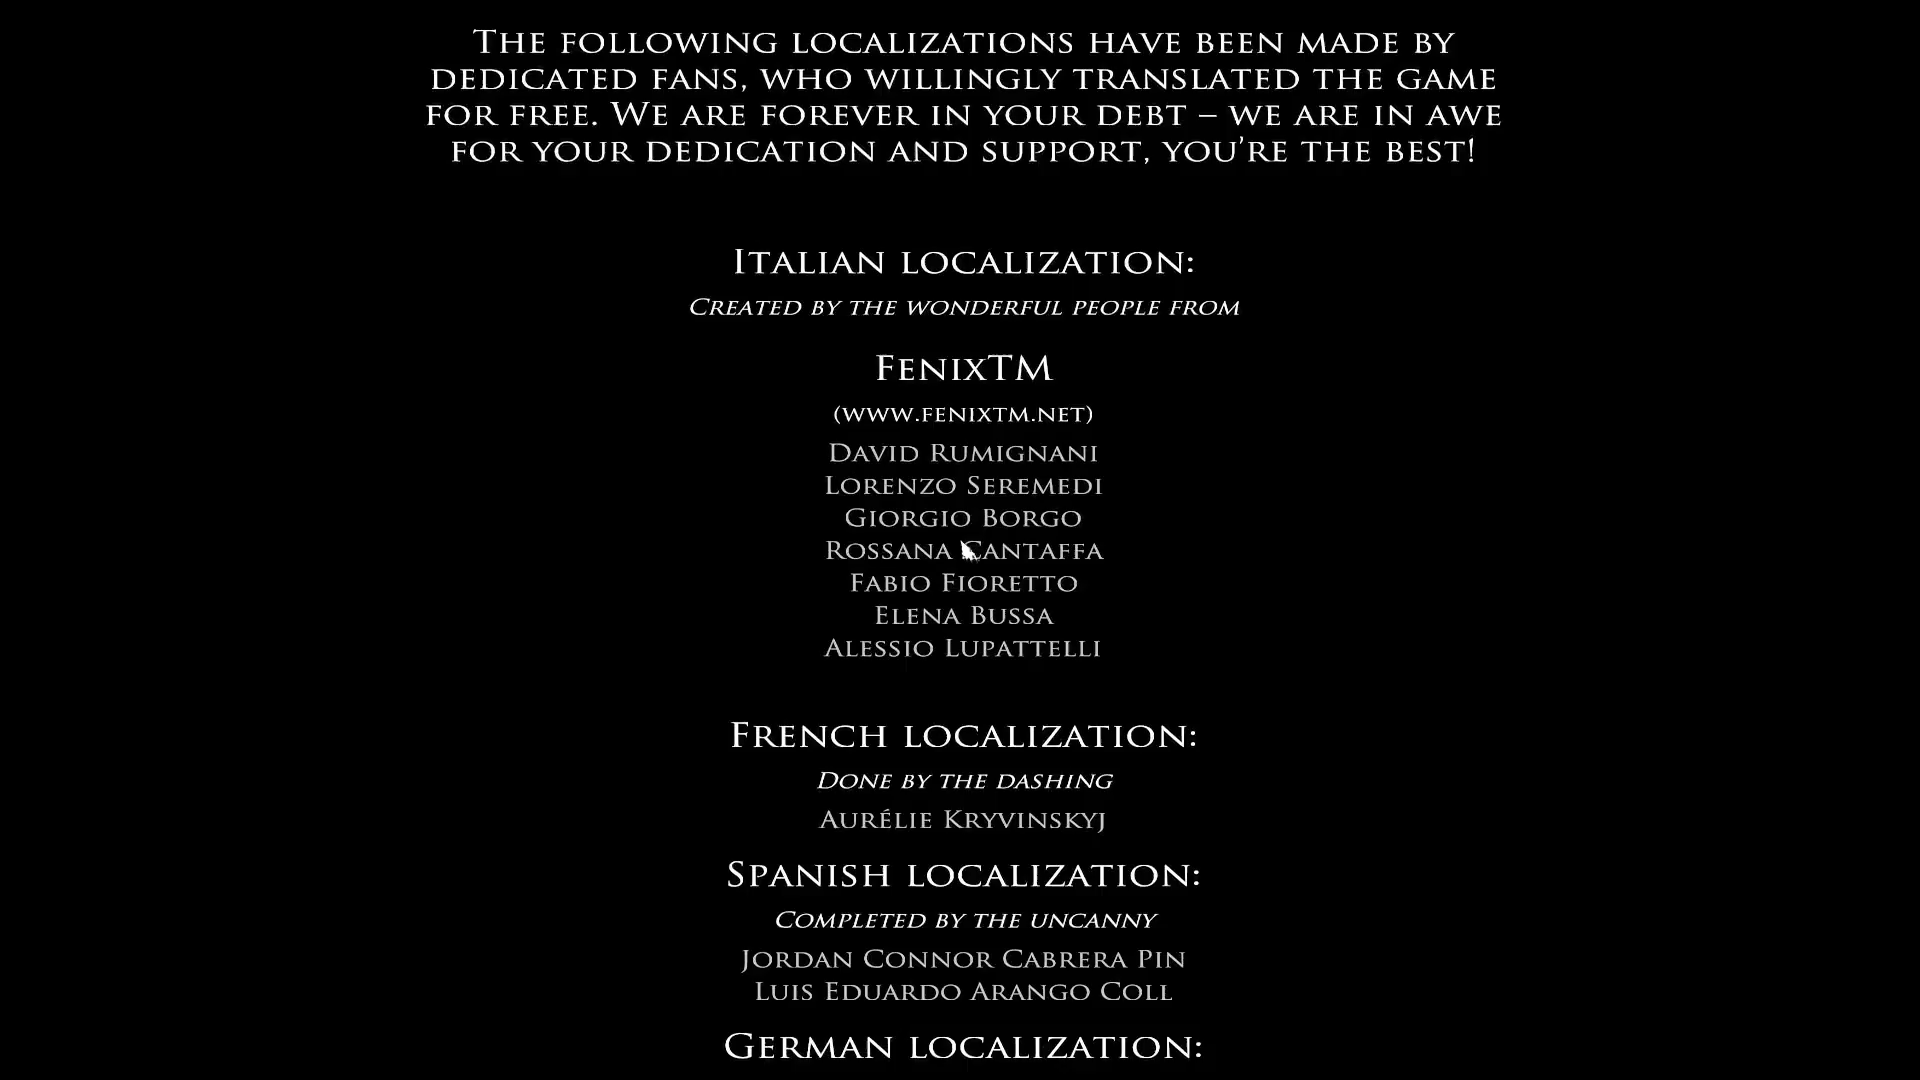 The following localizations have been made by
dedicated fans, who willingly translated the game
for free. We are forever in your debt – we are in awe
for your dedication and support, you're the best!
Italian localization:
Created by the wonderful people from
FenixTM
(www.fenixtm.net)
David Rumignani
Lorenzo Seremedi
Giorgio Borgo
Rossana Cantaffa
Fabio Fioretto
Elena Bussa
Alessio Lupattelli
French localization:
Done by the dashing
Aurélie Kryvinskyj
Spanish localization:
Completed by the uncanny
Jordan Connor Cabrera Pin
Luis Eduardo Arango Coll
German localization: